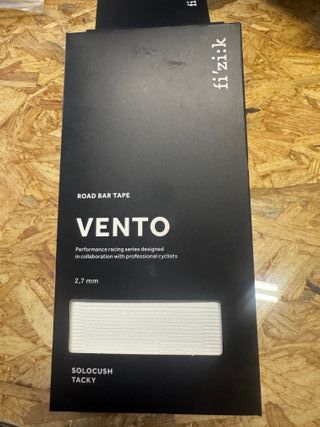 fi'zi:k
ROAD BAR TAPE
VENTO
Performance racing series designed
in collaboration with professional cyclists
2,7 mm
SOLOCUSH
TACKY